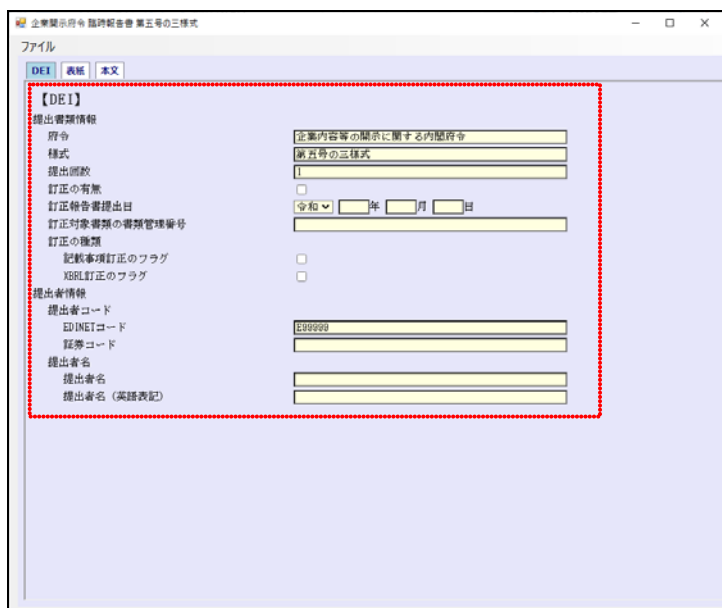 企業開示府令 臨時報告書 第五号の三様式
ファイル
DEI 表紙 本文
【DEI】
提出書類情報
府令 企業内容等の開示に関する内閣府令
様式 第五号の三様式
提出回数 1
訂正の有無
訂正報告書提出日 令和 年 月 日
訂正対象書類の書類管理番号
訂正の種類
記載事項訂正のフラグ
XBRL訂正のフラグ
提出者情報
提出者コード
EDINETコード E99999
証券コード
提出者名
提出者名
提出者名（英語表記）